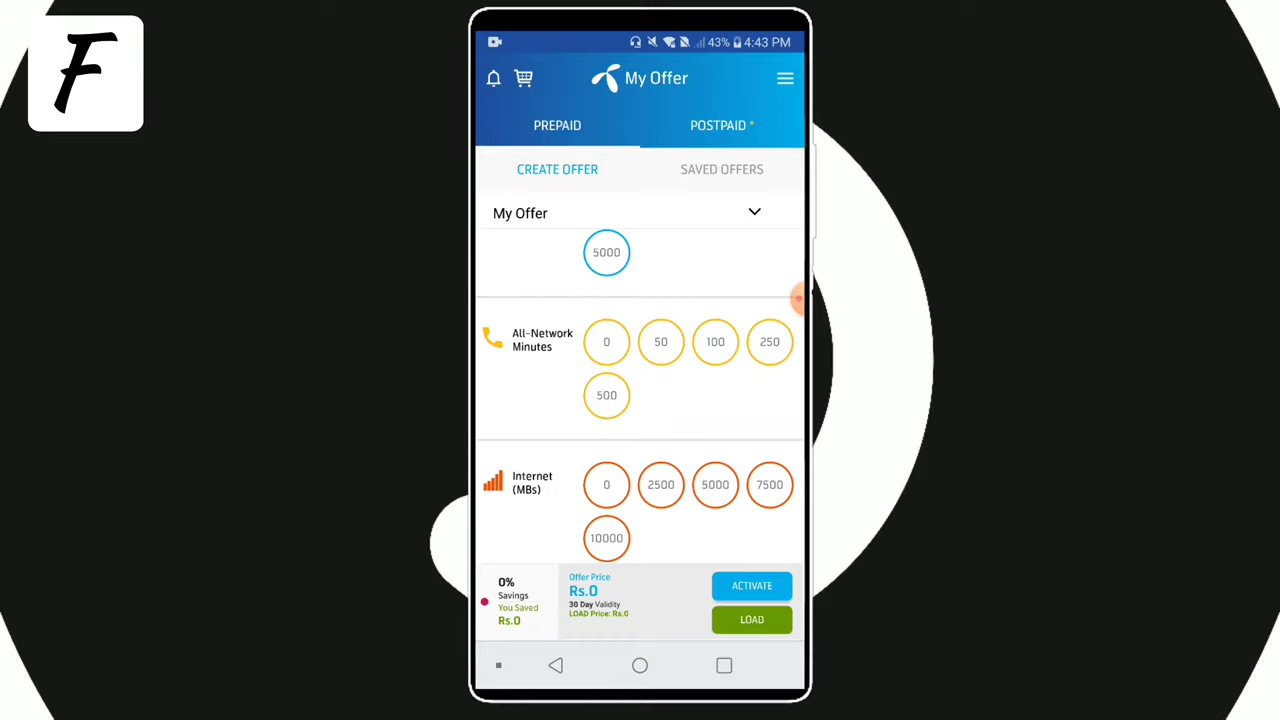 F
43% 4:43 PM
My Offer
PREPAID
POSTPAID *
CREATE OFFER
SAVED OFFERS
My Offer
5000
All-Network
Minutes
0
50
100
250
500
Internet
(MBs)
0
2500
5000
7500
10000
0%
Savings
You Saved
Rs.0
Offer Price
Rs.0
30 Day Validity
LOAD Price: Rs.0
ACTIVATE
LOAD